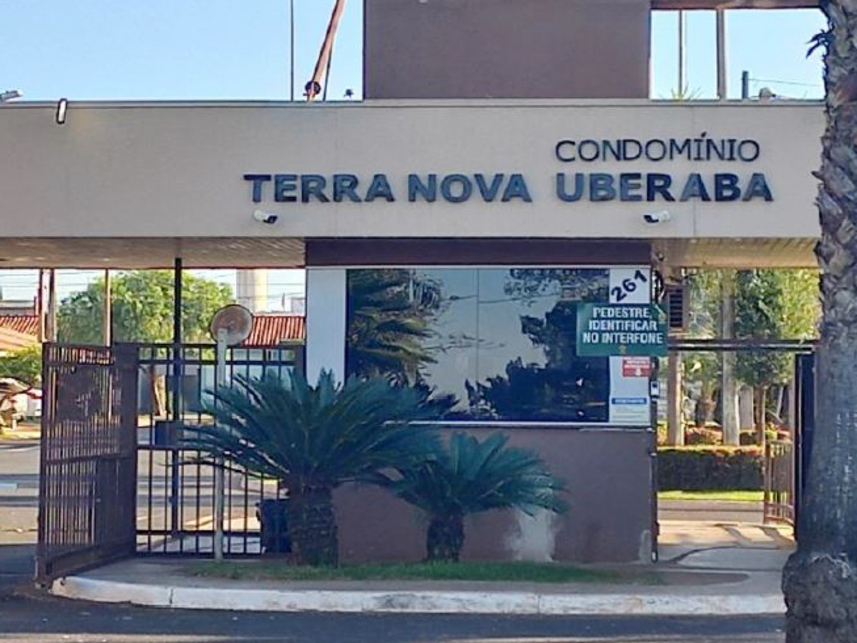 CONDOMÍNIO
TERRA NOVA UBERABA
261
PEDESTRE,
IDENTIFICAR
NO INTERFONE